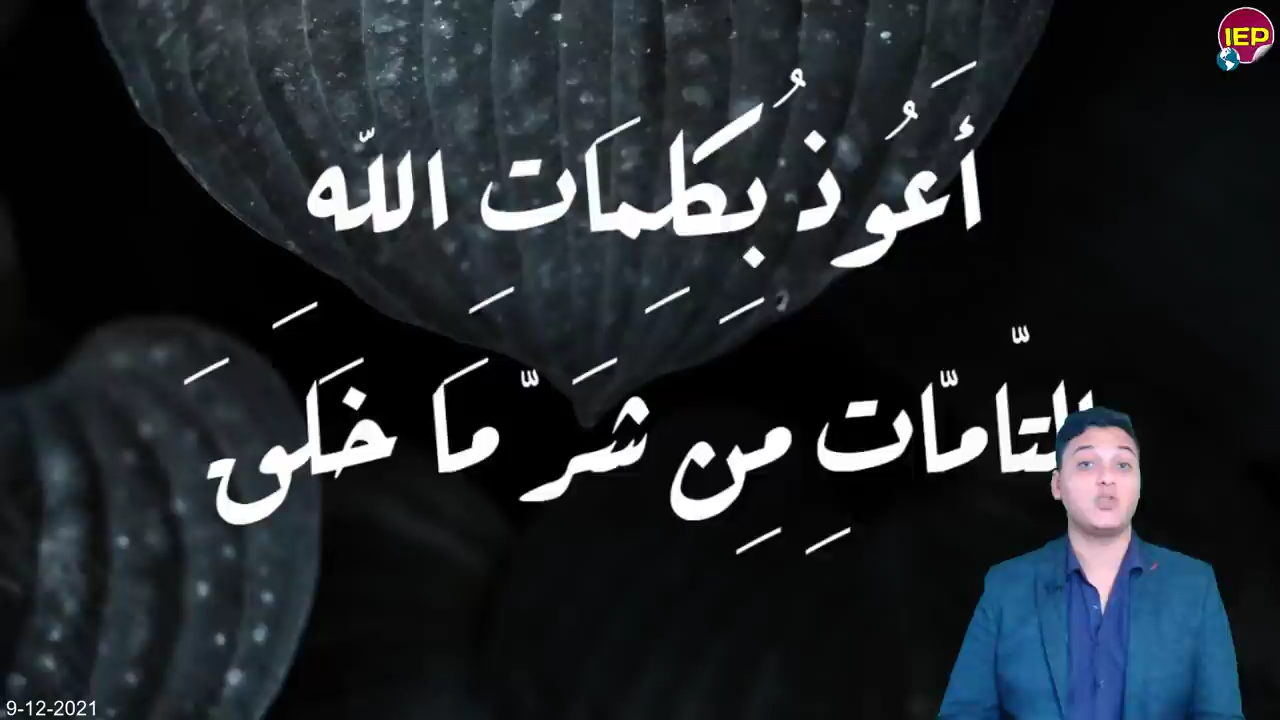 IEP
أَعُوذُ بِكَلِمَاتِ اللّه
التّامّاتِ مِن شَرّ مَا خَلَقَ
9-12-2021